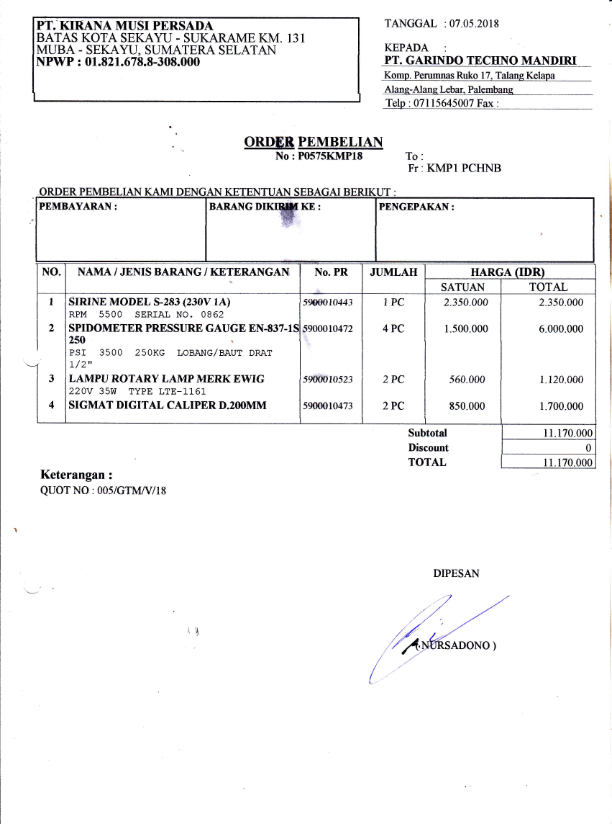 PT. KIRANA MUSI PERSADA
BATAS KOTA SEKAYU - SUKARAME KM. 131
MUBA - SEKAYU, SUMATERA SELATAN
NPWP : 01.821.678.8-308.000
TANGGAL : 07.05.2018
KEPADA :
PT. GARINDO TECHNO MANDIRI
Komp. Perumnas Ruko 17, Talang Kelapa
Alang-Alang Lebar, Palembang
Telp : 07115645007 Fax :
ORDER PEMBELIAN
No : P0575KMP18
To :
Fr : KMP1 PCHNB
ORDER PEMBELIAN KAMI DENGAN KETENTUAN SEBAGAI BERIKUT :
PEMBAYARAN : BARANG DIKIRIM KE : PENGEPAKAN :
NO. NAMA / JENIS BARANG / KETERANGAN No. PR JUMLAH HARGA (IDR)
SATUAN TOTAL
1 SIRINE MODEL S-283 (230V 1A) 5900010443 1 PC 2.350.000 2.350.000
RPM 5500 SERIAL NO. 0862
2 SPIDOMETER PRESSURE GAUGE EN-837-1S 5900010472 4 PC 1.500.000 6.000.000
250
PSI 3500 250KG LOBANG/BAUT DRAT
1/2"
3 LAMPU ROTARY LAMP MERK EWIG 5900010523 2 PC 560.000 1.120.000
220V 35W TYPE LTE-1161
4 SIGMAT DIGITAL CALIPER D.200MM 5900010473 2 PC 850.000 1.700.000
Subtotal 11.170.000
Discount 0
TOTAL 11.170.000
Keterangan :
QUOT NO : 005/GTM/V/18
DIPESAN
( NURSADONO )